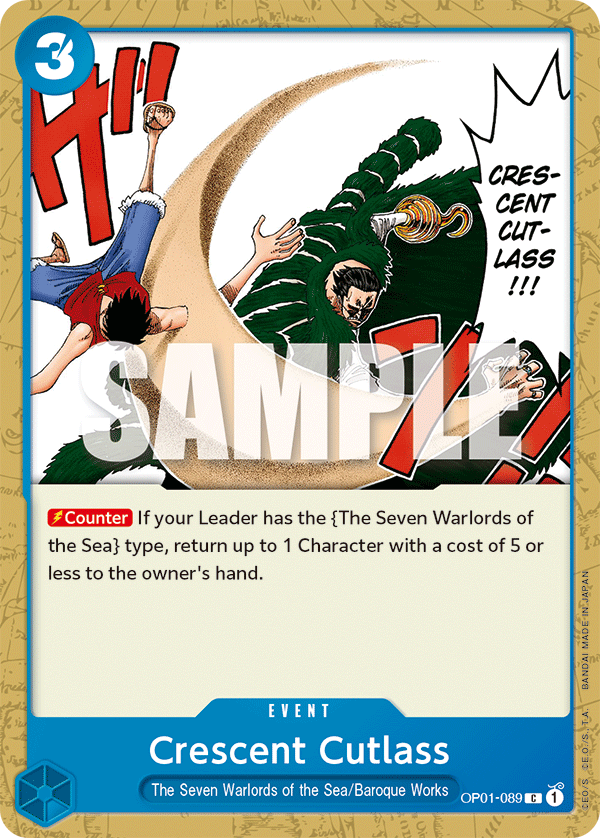 3
CRES-
CENT
CUT-
LASS
!!!
SAMPLE
Counter If your Leader has the {The Seven Warlords of
the Sea} type, return up to 1 Character with a cost of 5 or
less to the owner's hand.
EVENT
Crescent Cutlass
The Seven Warlords of the Sea/Baroque Works
OP01-089 C 1
BANDAI MADE IN JAPAN